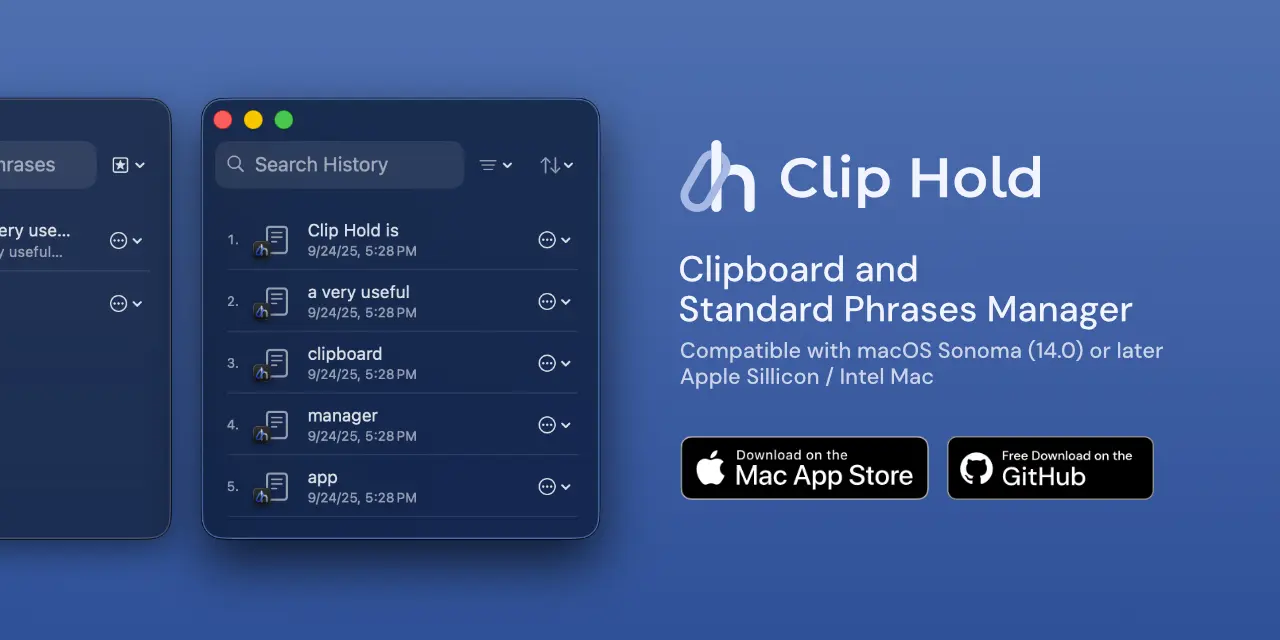 hrases
ery use...
y useful...
Search History
1.
Clip Hold is
9/24/25, 5:28 PM
2.
a very useful
9/24/25, 5:28 PM
3.
clipboard
9/24/25, 5:28 PM
4.
manager
9/24/25, 5:28 PM
5.
app
9/24/25, 5:28 PM
Clip Hold
Clipboard and
Standard Phrases Manager
Compatible with macOS Sonoma (14.0) or later
Apple Sillicon / Intel Mac
Download on the
Mac App Store
Free Download on the
GitHub